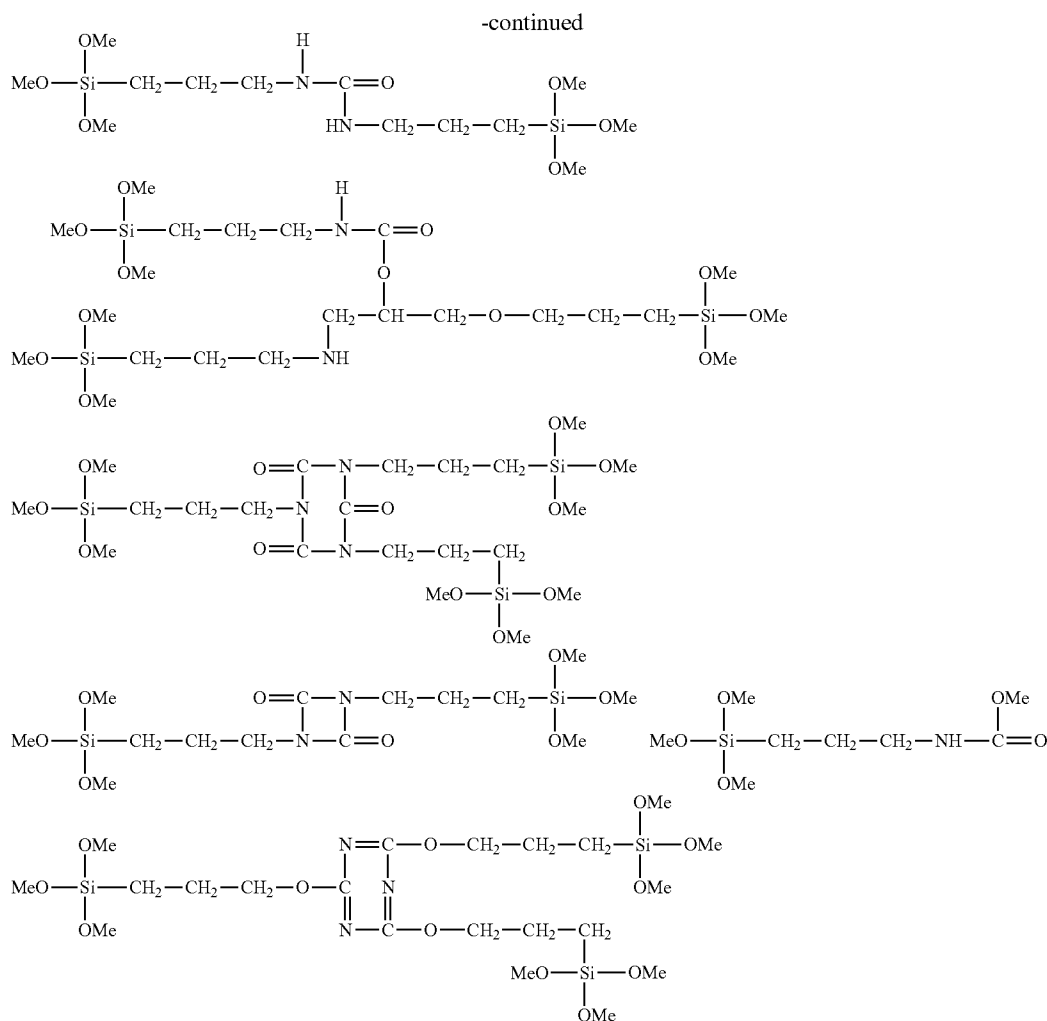 -continued
H
OMe
MeO—Si—CH₂—CH₂—CH₂—N—C=O
OMe
OMe
HN—CH₂—CH₂—CH₂—Si—OMe
OMe
H
OMe
MeO—Si—CH₂—CH₂—CH₂—N—C=O
OMe
O
OMe
CH₂—CH—CH₂—O—CH₂—CH₂—CH₂—Si—OMe
OMe
OMe
MeO—Si—CH₂—CH₂—CH₂—NH
OMe
OMe
O=C—N—CH₂—CH₂—CH₂—Si—OMe
OMe
OMe
MeO—Si—CH₂—CH₂—CH₂—N C=O
OMe
O=C—N—CH₂—CH₂—CH₂
MeO—Si—OMe
OMe
OMe
O=C—N—CH₂—CH₂—CH₂—Si—OMe
OMe
OMe
MeO—Si—CH₂—CH₂—CH₂—N—C=O
OMe
OMe OMe
MeO—Si—CH₂—CH₂—CH₂—NH—C=O
OMe
OMe
N=C—O—CH₂—CH₂—CH₂—Si—OMe
OMe
OMe
MeO—Si—CH₂—CH₂—CH₂—O—C N
OMe
N—C—O—CH₂—CH₂—CH₂
MeO—Si—OMe
OMe